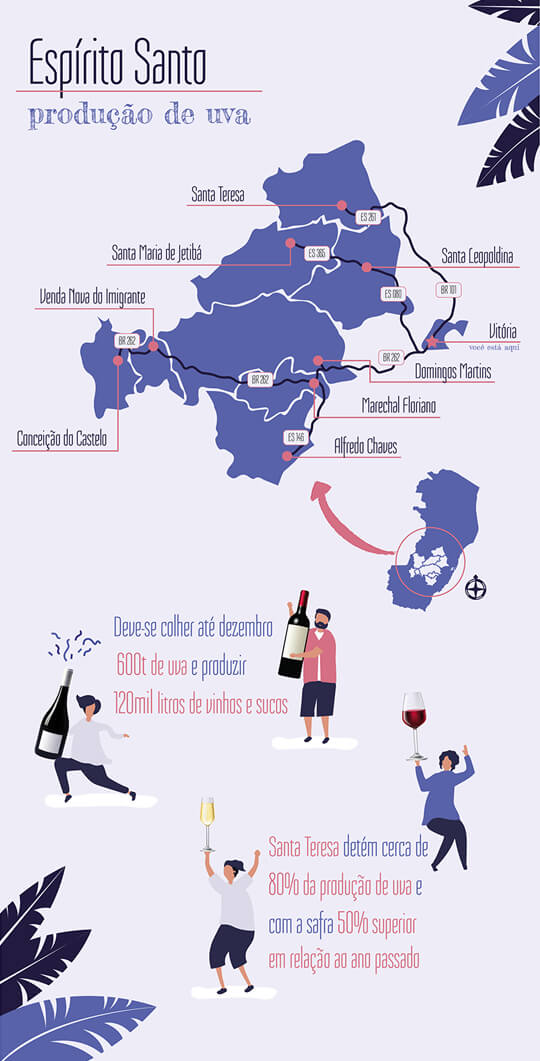 Espírito Santo
produção de uva
Santa Teresa
ES 261
Santa Maria de Jetibá
ES 365
Santa Leopoldina
Venda Nova do Imigrante
ES 080
BR 101
Vitória
você está aqui
BR 262
BR 262
Domingos Martins
BR 262
Marechal Floriano
Conceição do Castelo
ES 146
Alfredo Chaves
Deve-se colher até dezembro
600t de uva e produzir
120mil litros de vinhos e sucos
Santa Teresa detém cerca de
80% da produção de uva e
com a safra 50% superior
em relação ao ano passado